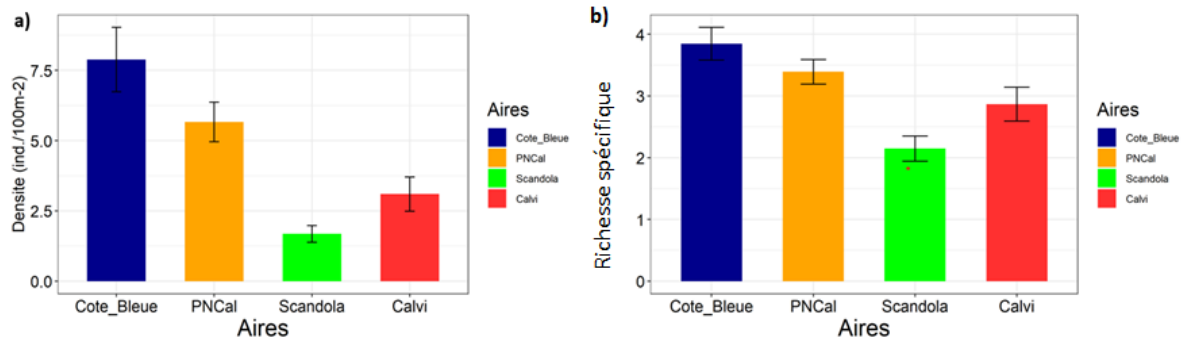 a)
Densite (ind./100m-2)
7.5
5.0
2.5
0.0
Cote_Bleue PNCal Scandola Calvi
Aires
Aires
Cote_Bleue
PNCal
Scandola
Calvi
b)
Richesse spécifique
4
3
2
1
0
Cote_Bleue PNCal Scandola Calvi
Aires
Aires
Cote_Bleue
PNCal
Scandola
Calvi